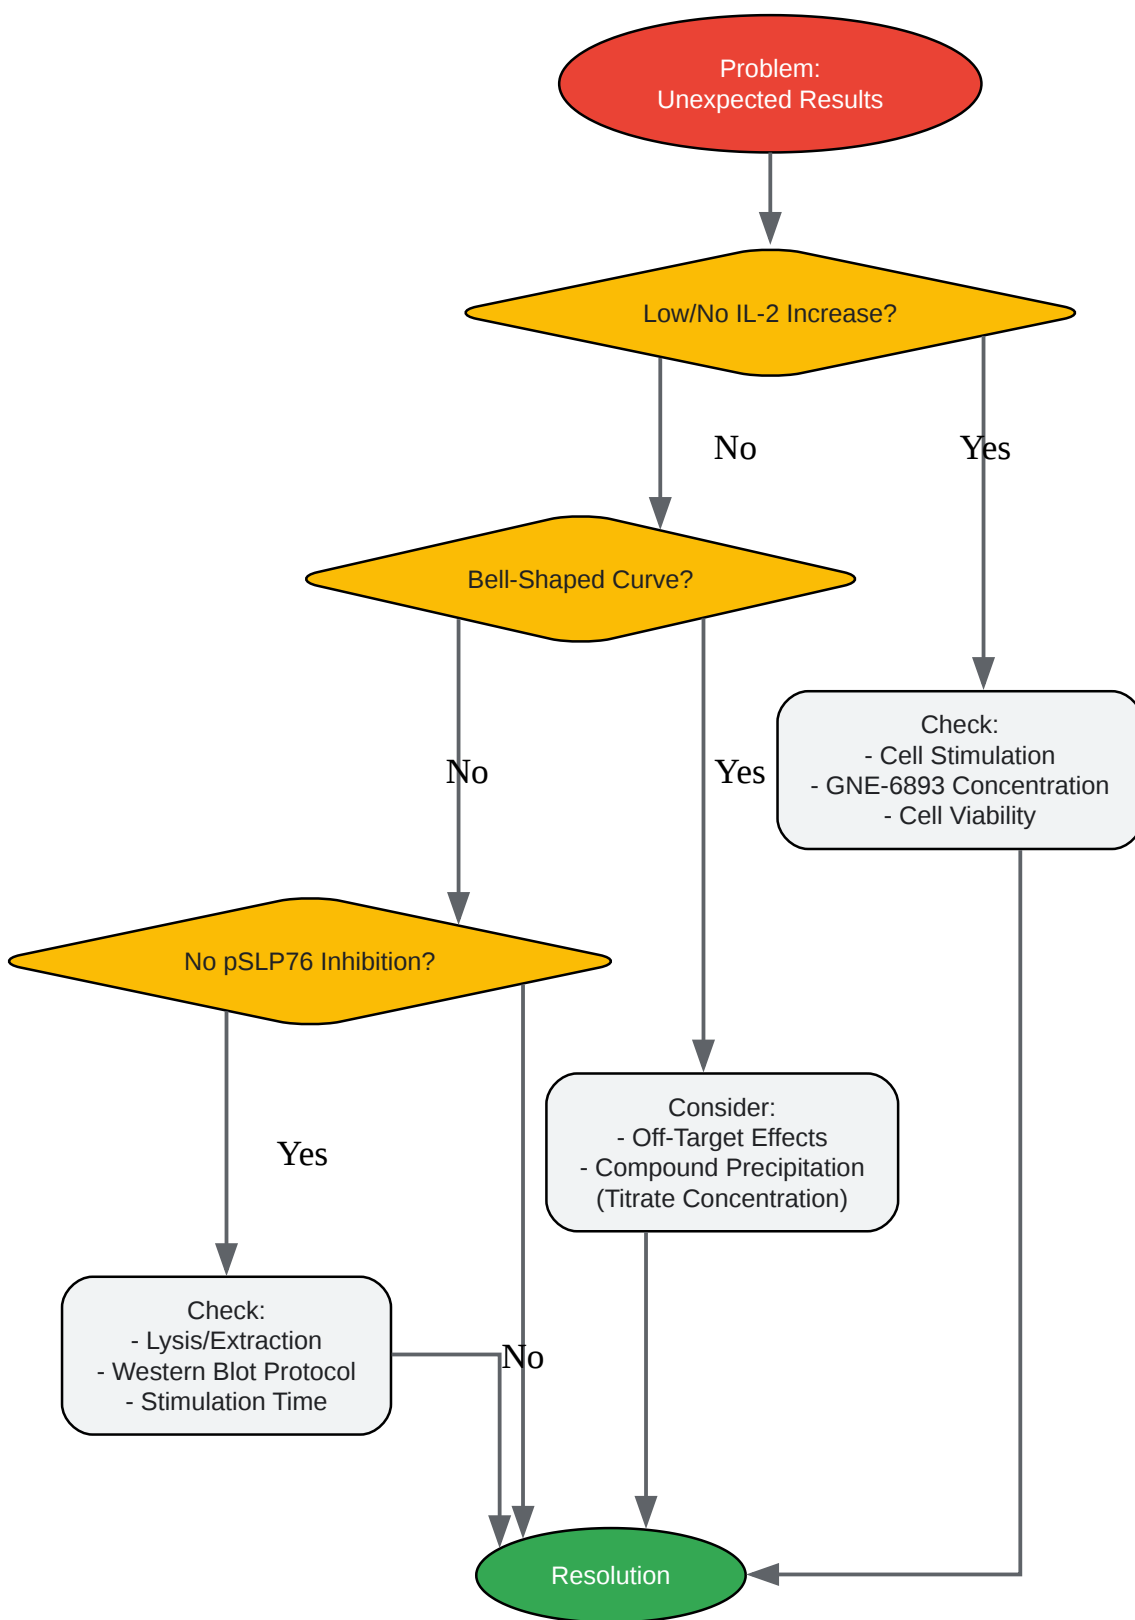 Problem:
Unexpected Results
Low/No IL-2 Increase?
No
Yes
Bell-Shaped Curve?
Check:
- Cell Stimulation
- GNE-6893 Concentration
- Cell Viability
No
Yes
No pSLP76 Inhibition?
Consider:
- Off-Target Effects
- Compound Precipitation
(Titrate Concentration)
Yes
Check:
- Lysis/Extraction
- Western Blot Protocol
- Stimulation Time
No
Resolution